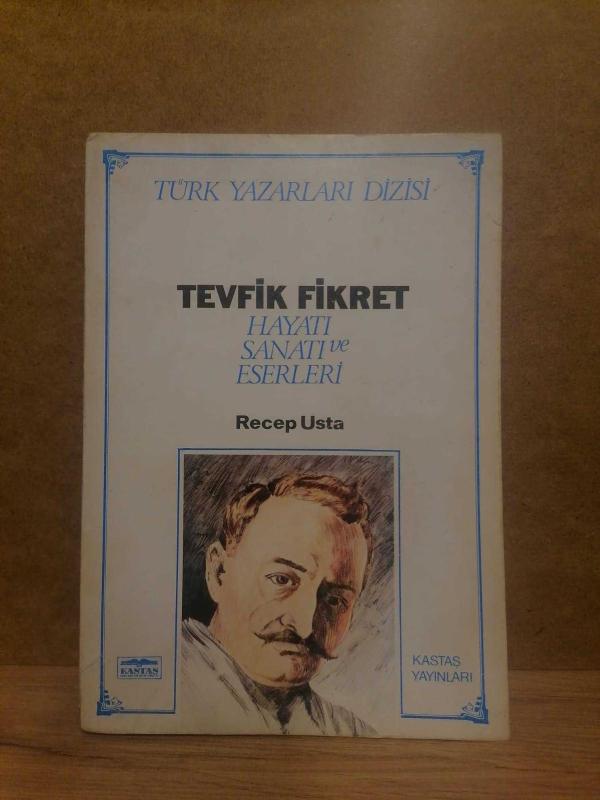 TÜRK YAZARLARI DİZİSİ
TEVFİK FİKRET
HAYATI
SANATI ve
ESERLERİ
Recep Usta
KASTAŞ
KASTAŞ
YAYINLARI